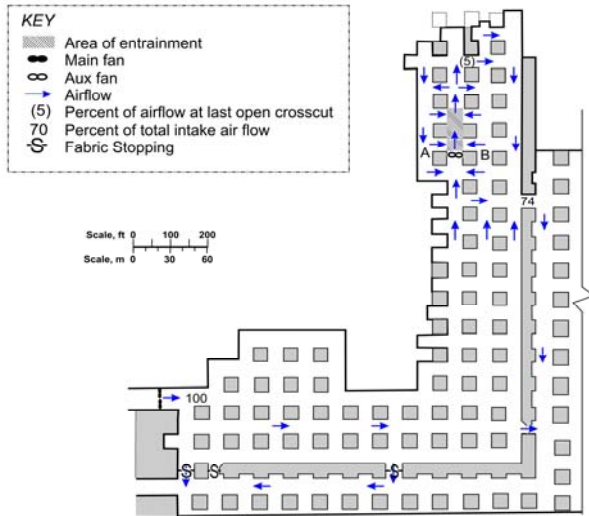 KEY
Area of entrainment
Main fan
Aux fan
Airflow
(5) Percent of airflow at last open crosscut
70 Percent of total intake air flow
S Fabric Stopping
(5)
A
B
74
Scale, ft 0 100 200
Scale, m 0 30 60
100
S
S
S